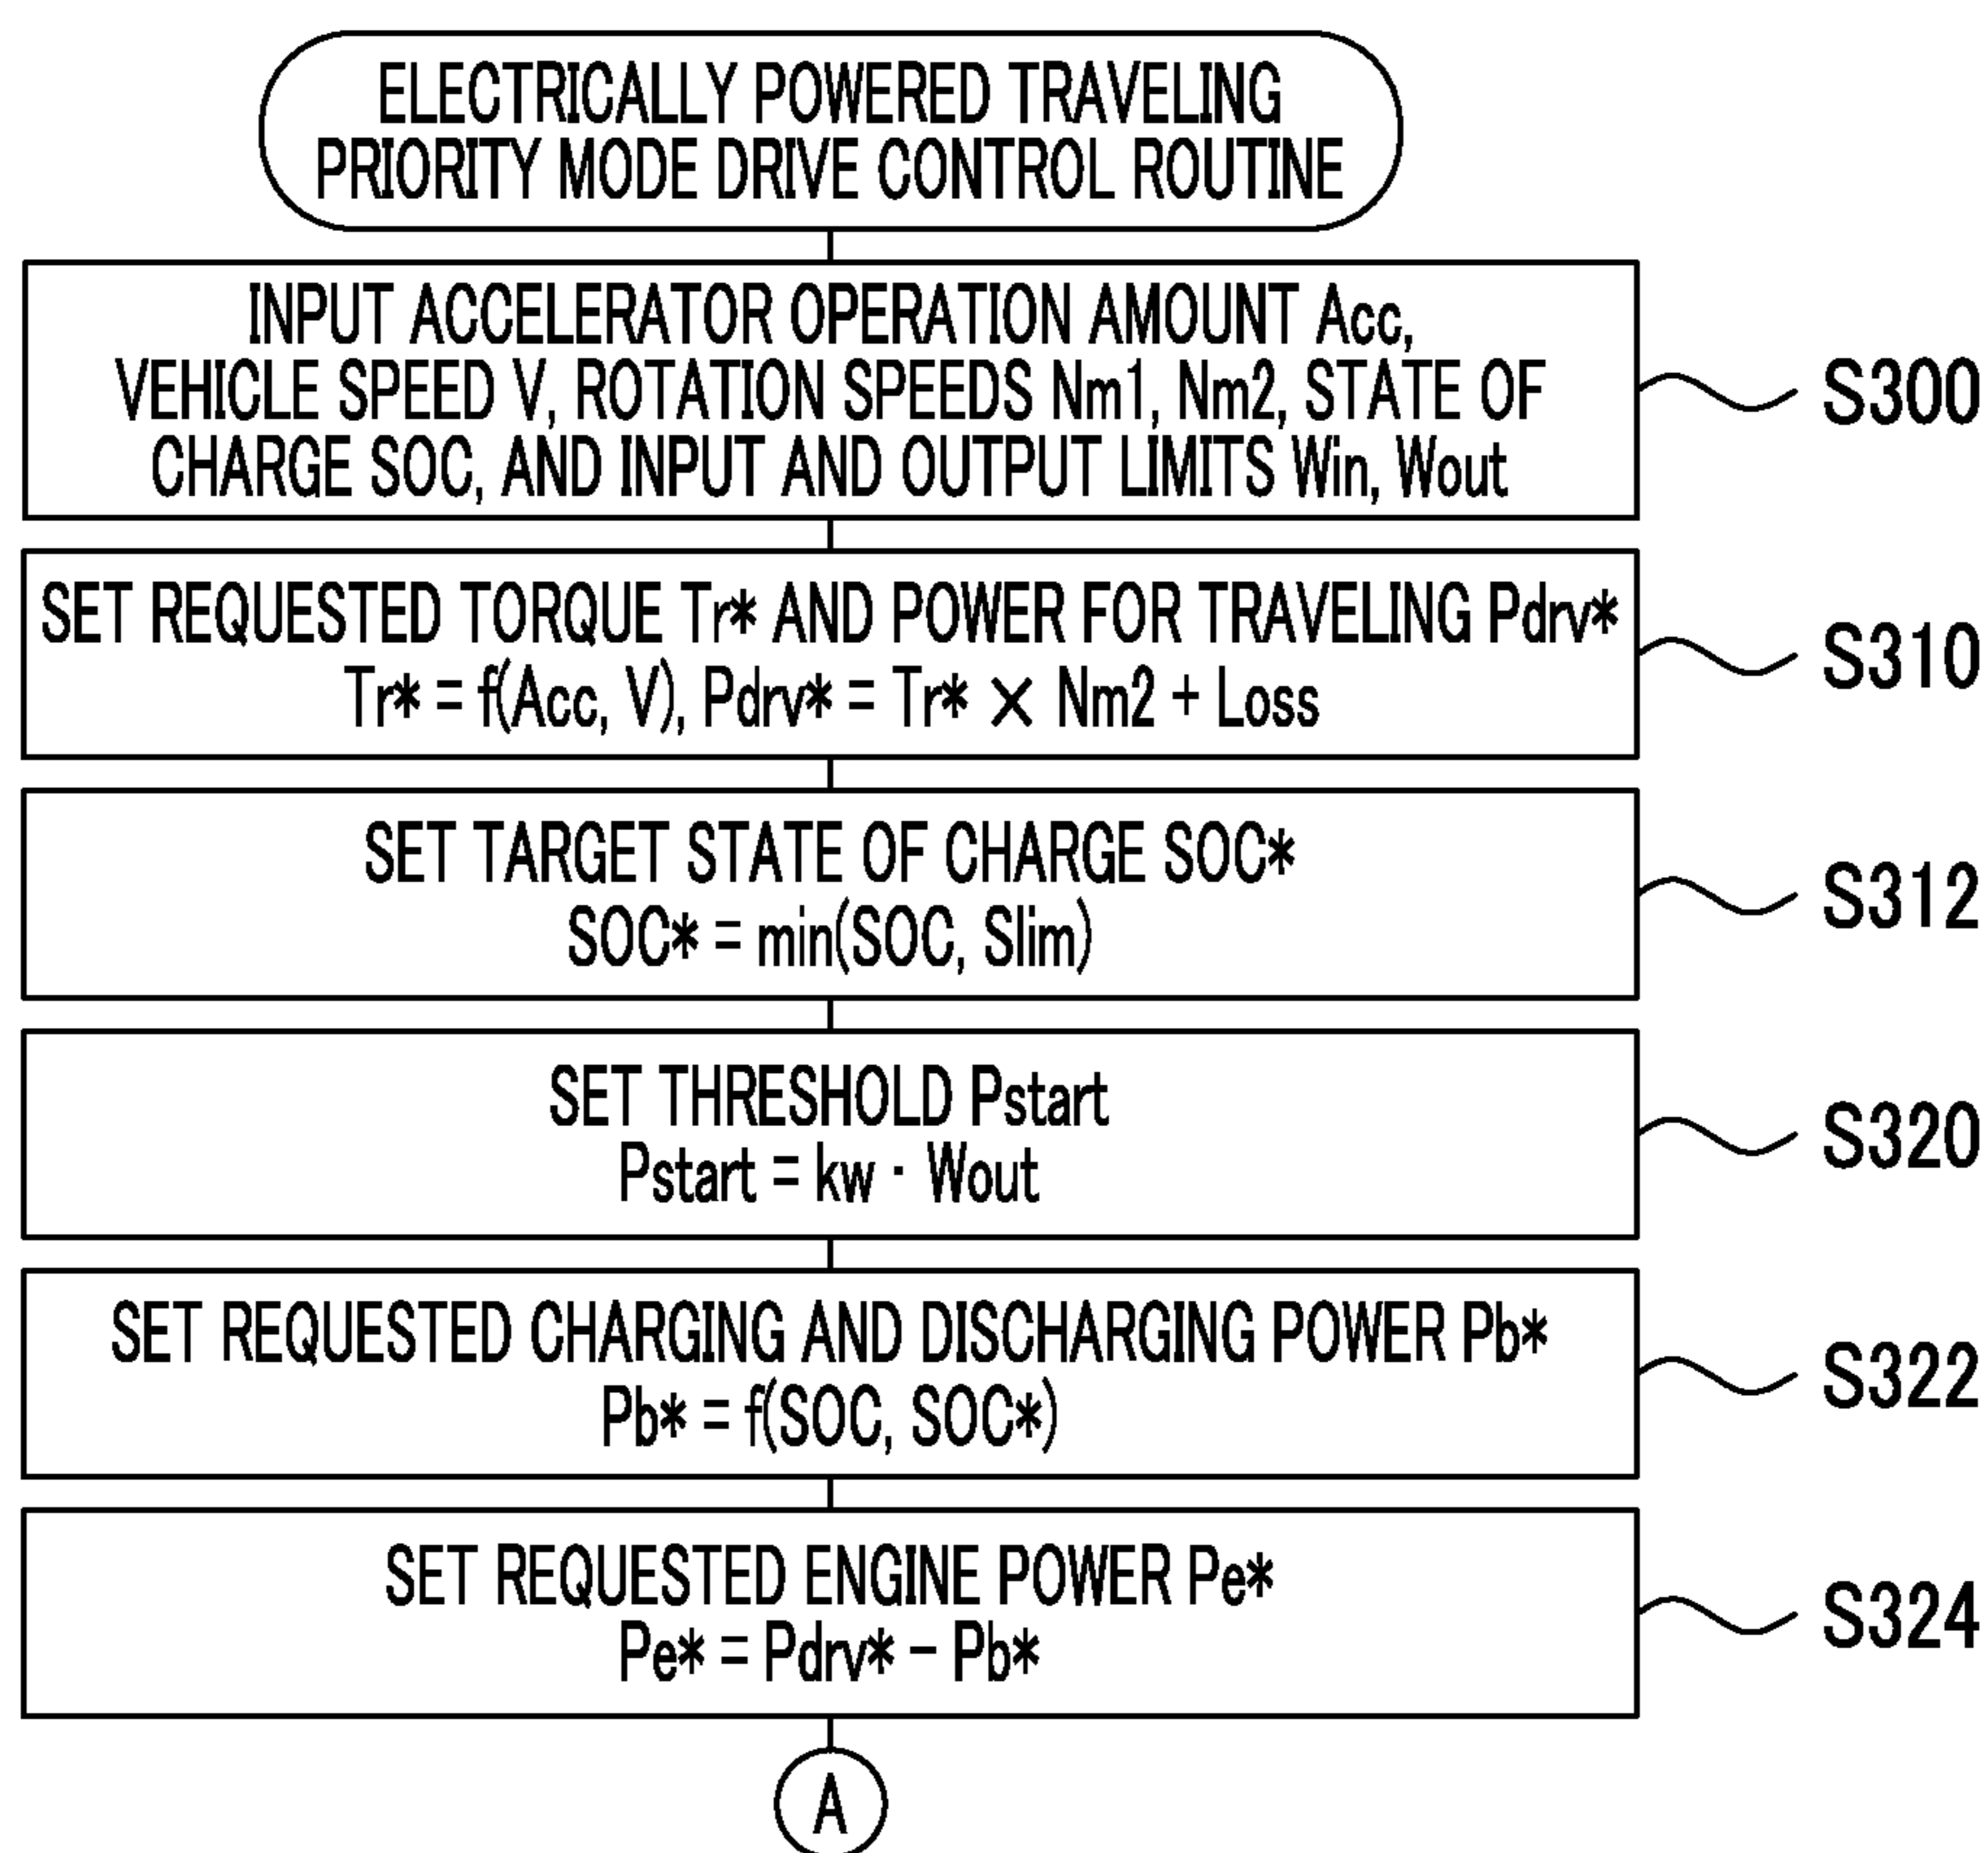 ELECTRICALLY POWERED TRAVELING
PRIORITY MODE DRIVE CONTROL ROUTINE
INPUT ACCELERATOR OPERATION AMOUNT Acc,
VEHICLE SPEED V, ROTATION SPEEDS Nm1, Nm2, STATE OF
CHARGE SOC, AND INPUT AND OUTPUT LIMITS Win, Wout
S300
SET REQUESTED TORQUE Tr* AND POWER FOR TRAVELING Pdrv*
Tr* = f(Acc, V), Pdrv* = Tr* × Nm2 + Loss
S310
SET TARGET STATE OF CHARGE SOC*
SOC* = min(SOC, Slim)
S312
SET THRESHOLD Pstart
Pstart = kw · Wout
S320
SET REQUESTED CHARGING AND DISCHARGING POWER Pb*
Pb* = f(SOC, SOC*)
S322
SET REQUESTED ENGINE POWER Pe*
Pe* = Pdrv* − Pb*
S324
A